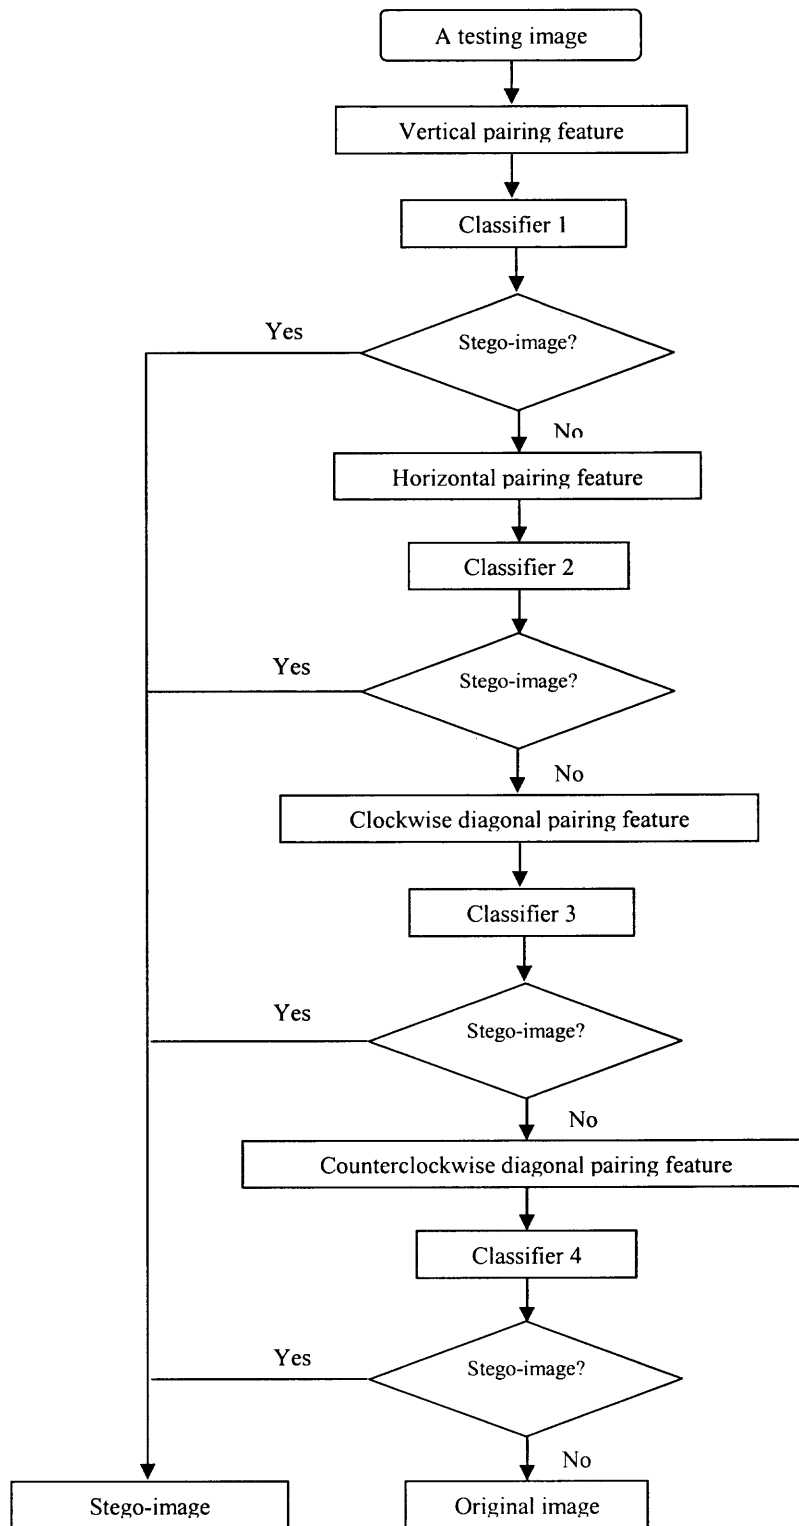 A testing image
Vertical pairing feature
Classifier 1
Stego-image?
Yes
No
Horizontal pairing feature
Classifier 2
Stego-image?
Yes
No
Clockwise diagonal pairing feature
Classifier 3
Stego-image?
Yes
No
Counterclockwise diagonal pairing feature
Classifier 4
Stego-image?
Yes
No
Stego-image
Original image